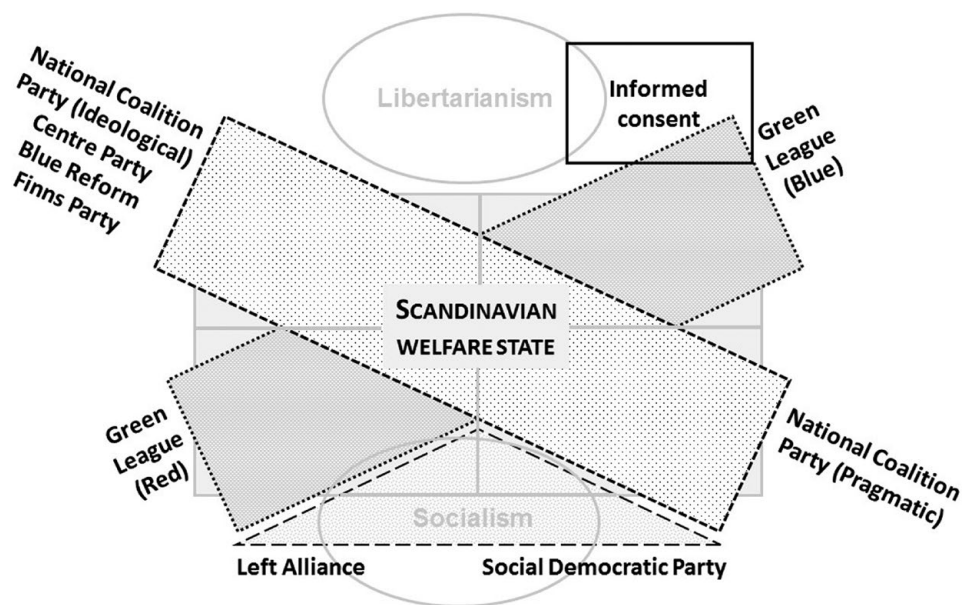 National Coalition
Party (Ideological)
Centre Party
Blue Reform
Finns Party
Libertarianism
Informed
consent
Green
League
(Blue)
SCANDINAVIAN
WELFARE STATE
Green
League
(Red)
National Coalition
Party (Pragmatic)
Socialism
Left Alliance
Social Democratic Party